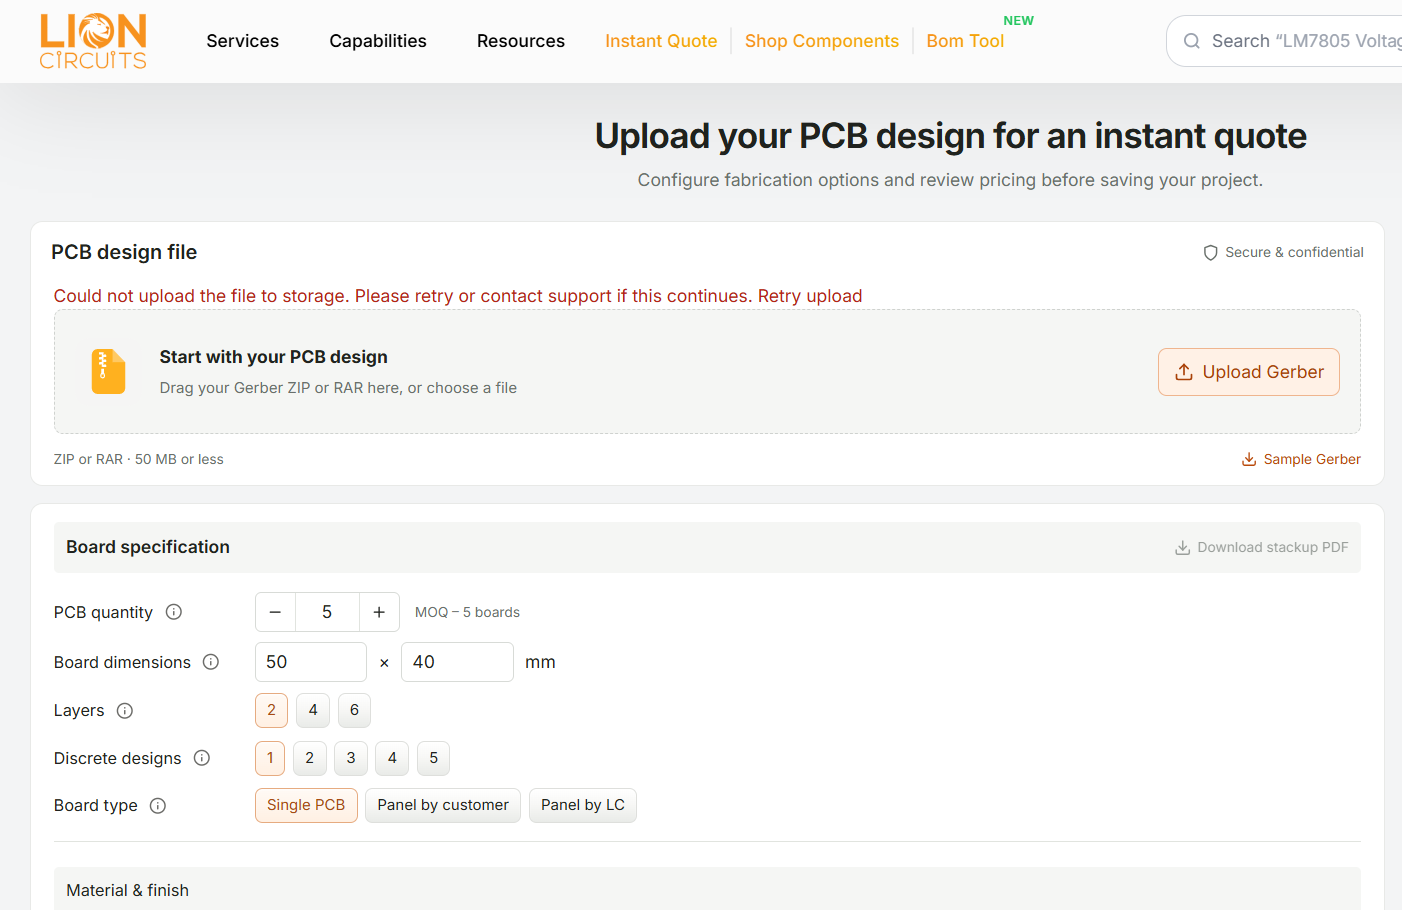 LION
CIRCUITS
Services
Capabilities
Resources
Instant Quote
Shop Components
Bom Tool
NEW
Search “LM7805 Voltag
Upload your PCB design for an instant quote
Configure fabrication options and review pricing before saving your project.
PCB design file
Secure & confidential
Could not upload the file to storage. Please retry or contact support if this continues. Retry upload
Start with your PCB design
Drag your Gerber ZIP or RAR here, or choose a file
Upload Gerber
ZIP or RAR · 50 MB or less
Sample Gerber
Board specification
Download stackup PDF
PCB quantity
− 5 +
MOQ – 5 boards
Board dimensions
50 × 40 mm
Layers
2 4 6
Discrete designs
1 2 3 4 5
Board type
Single PCB
Panel by customer
Panel by LC
Material & finish